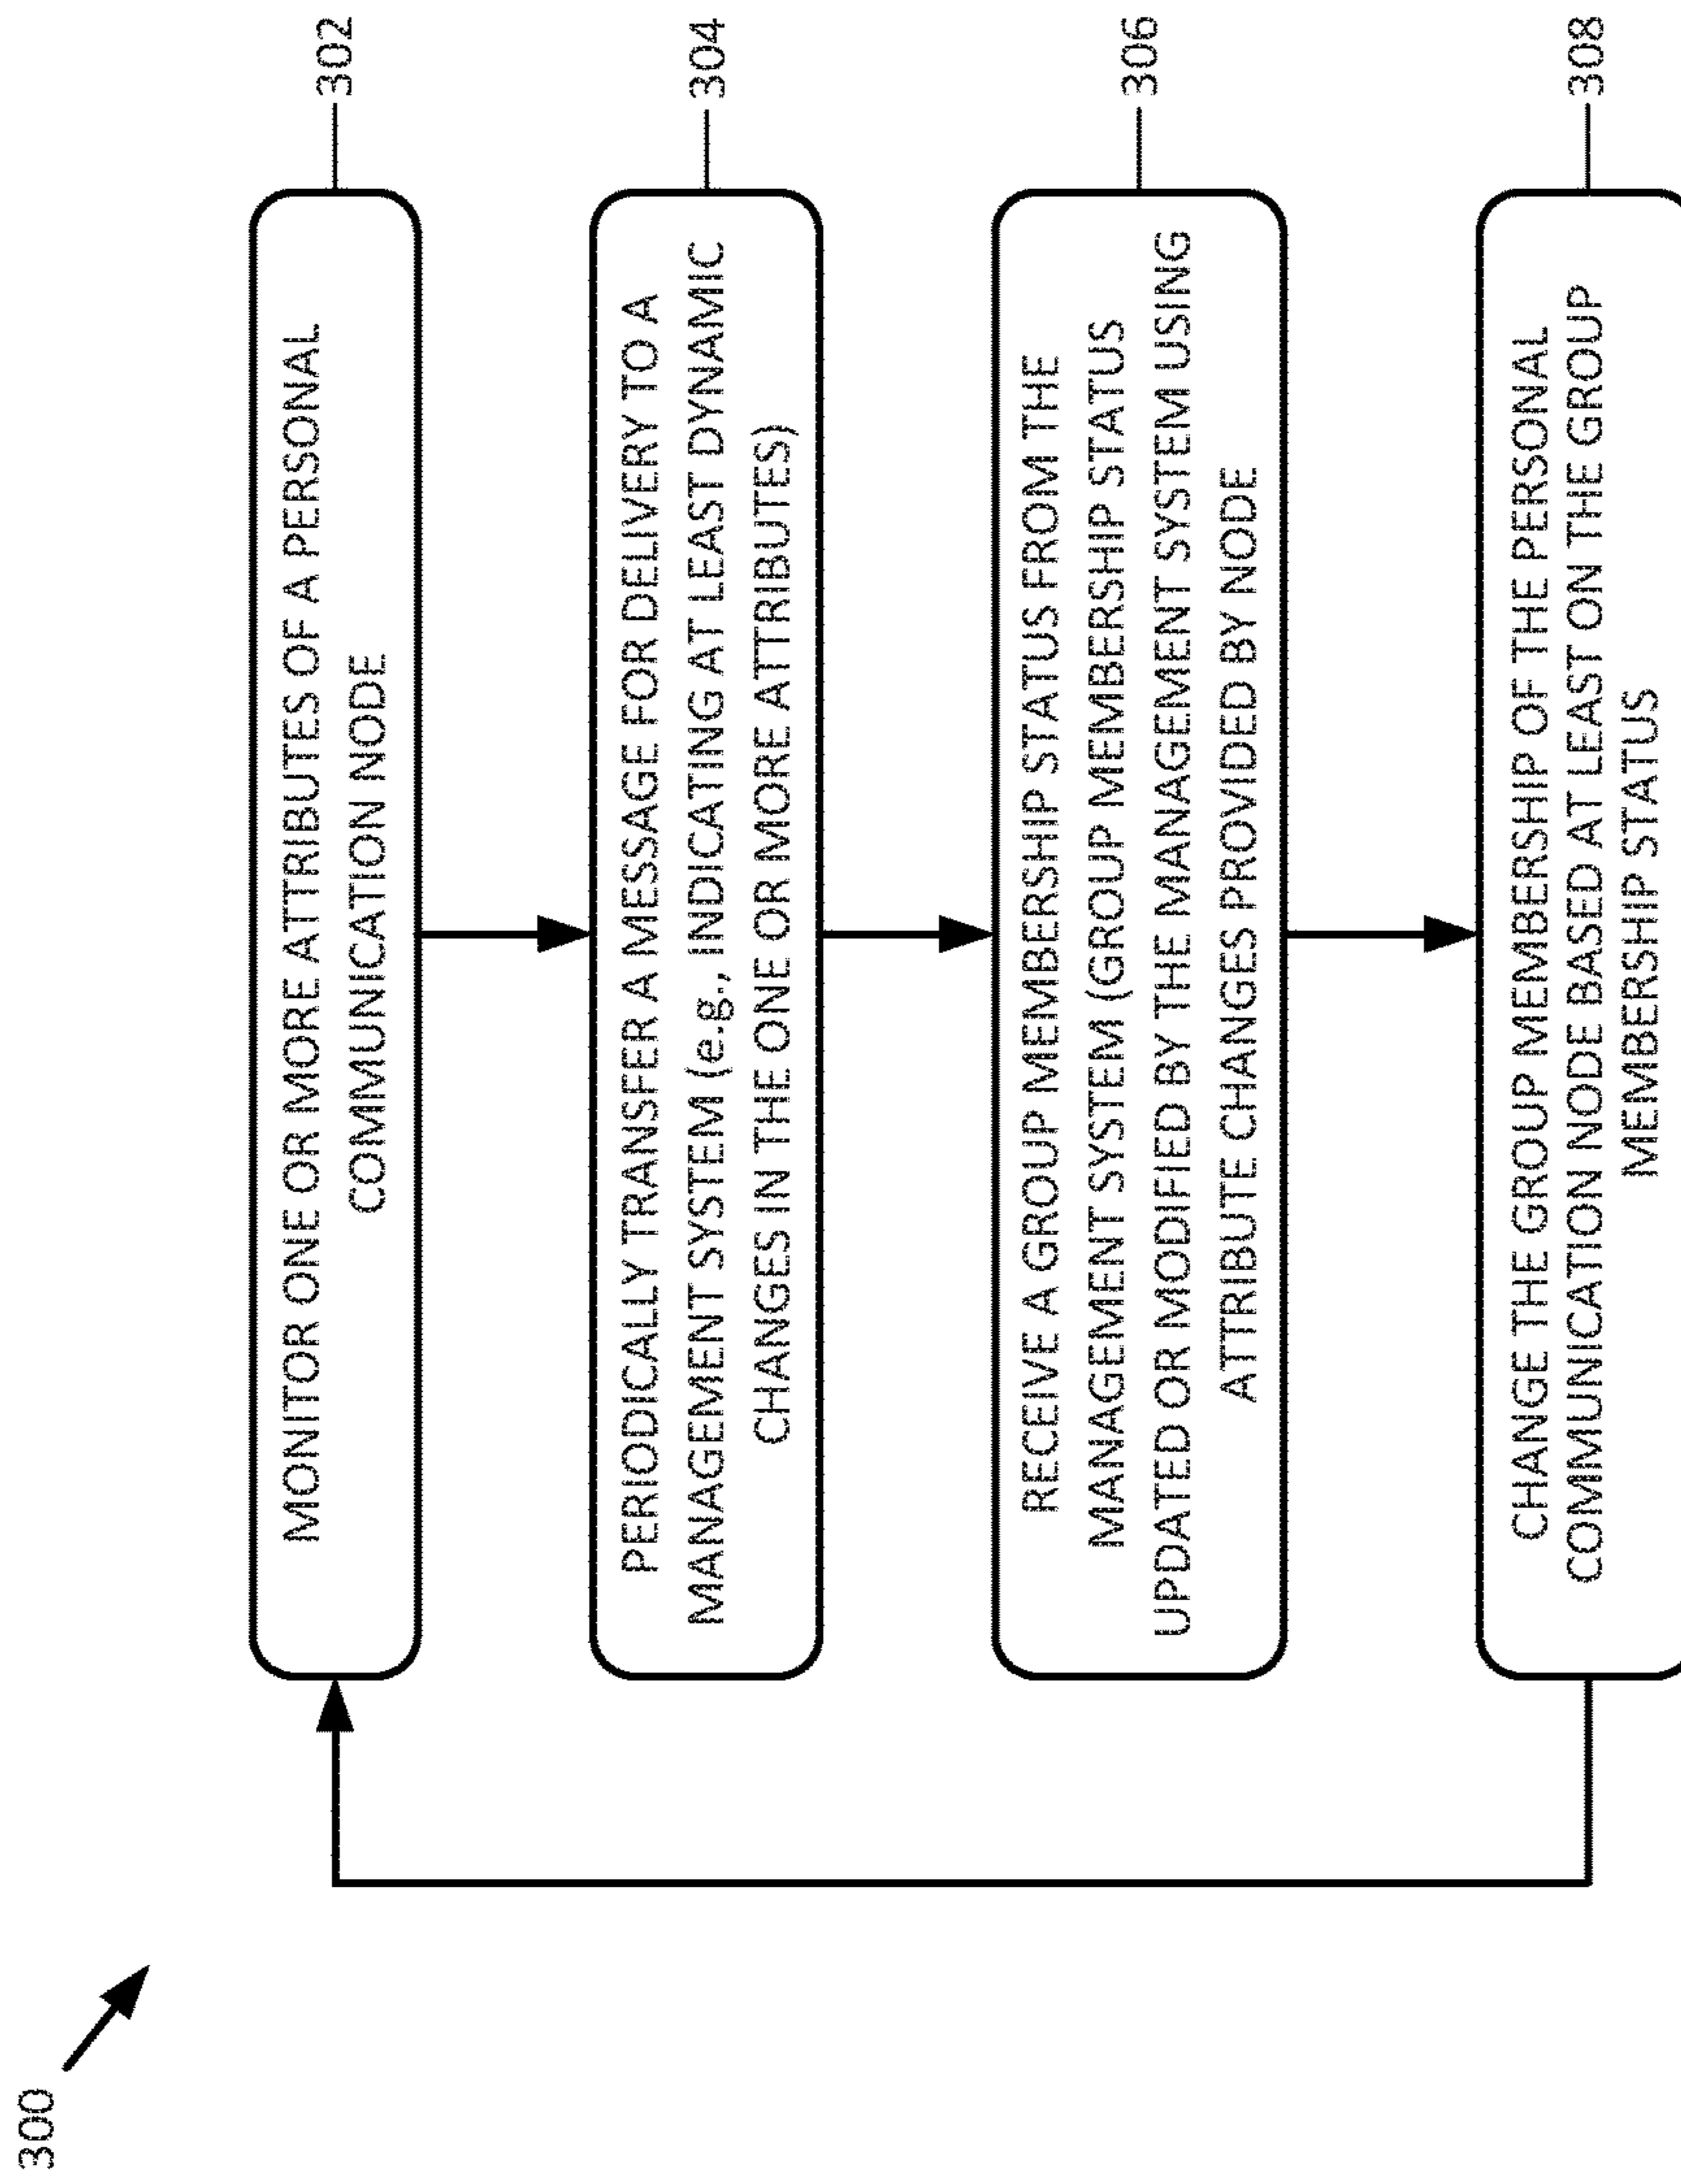 300
MONITOR ONE OR MORE ATTRIBUTES OF A PERSONAL
COMMUNICATION NODE
302
PERIODICALLY TRANSFER A MESSAGE FOR DELIVERY TO A
MANAGEMENT SYSTEM (e.g., INDICATING AT LEAST DYNAMIC
CHANGES IN THE ONE OR MORE ATTRIBUTES)
304
RECEIVE A GROUP MEMBERSHIP STATUS FROM THE
MANAGEMENT SYSTEM (GROUP MEMBERSHIP STATUS
UPDATED OR MODIFIED BY THE MANAGEMENT SYSTEM USING
ATTRIBUTE CHANGES PROVIDED BY NODE
306
CHANGE THE GROUP MEMBERSHIP OF THE PERSONAL
COMMUNICATION NODE BASED AT LEAST ON THE GROUP
MEMBERSHIP STATUS
308